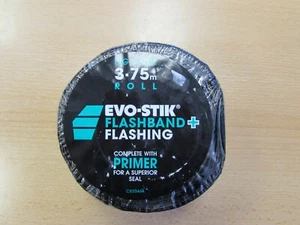 3·75m
ROLL
EVO-STIK®
FLASHBAND+
FLASHING
COMPLETE WITH
PRIMER
FOR A SUPERIOR
SEAL